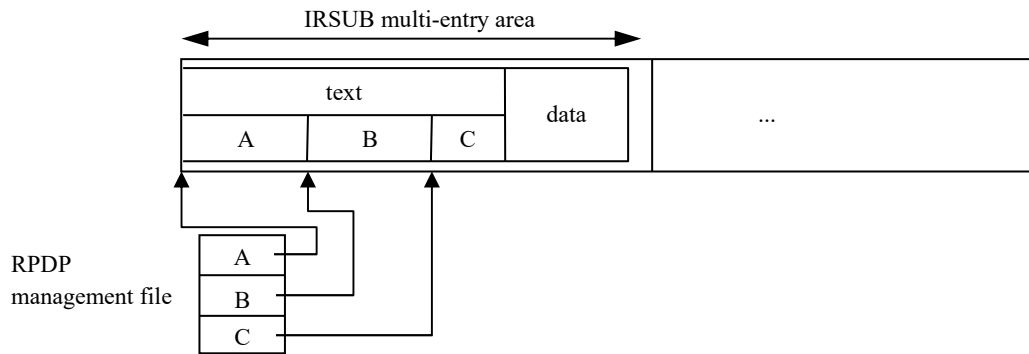 IRSUB multi-entry area
text
data
...
A
B
C
RPDP
management file
A
B
C